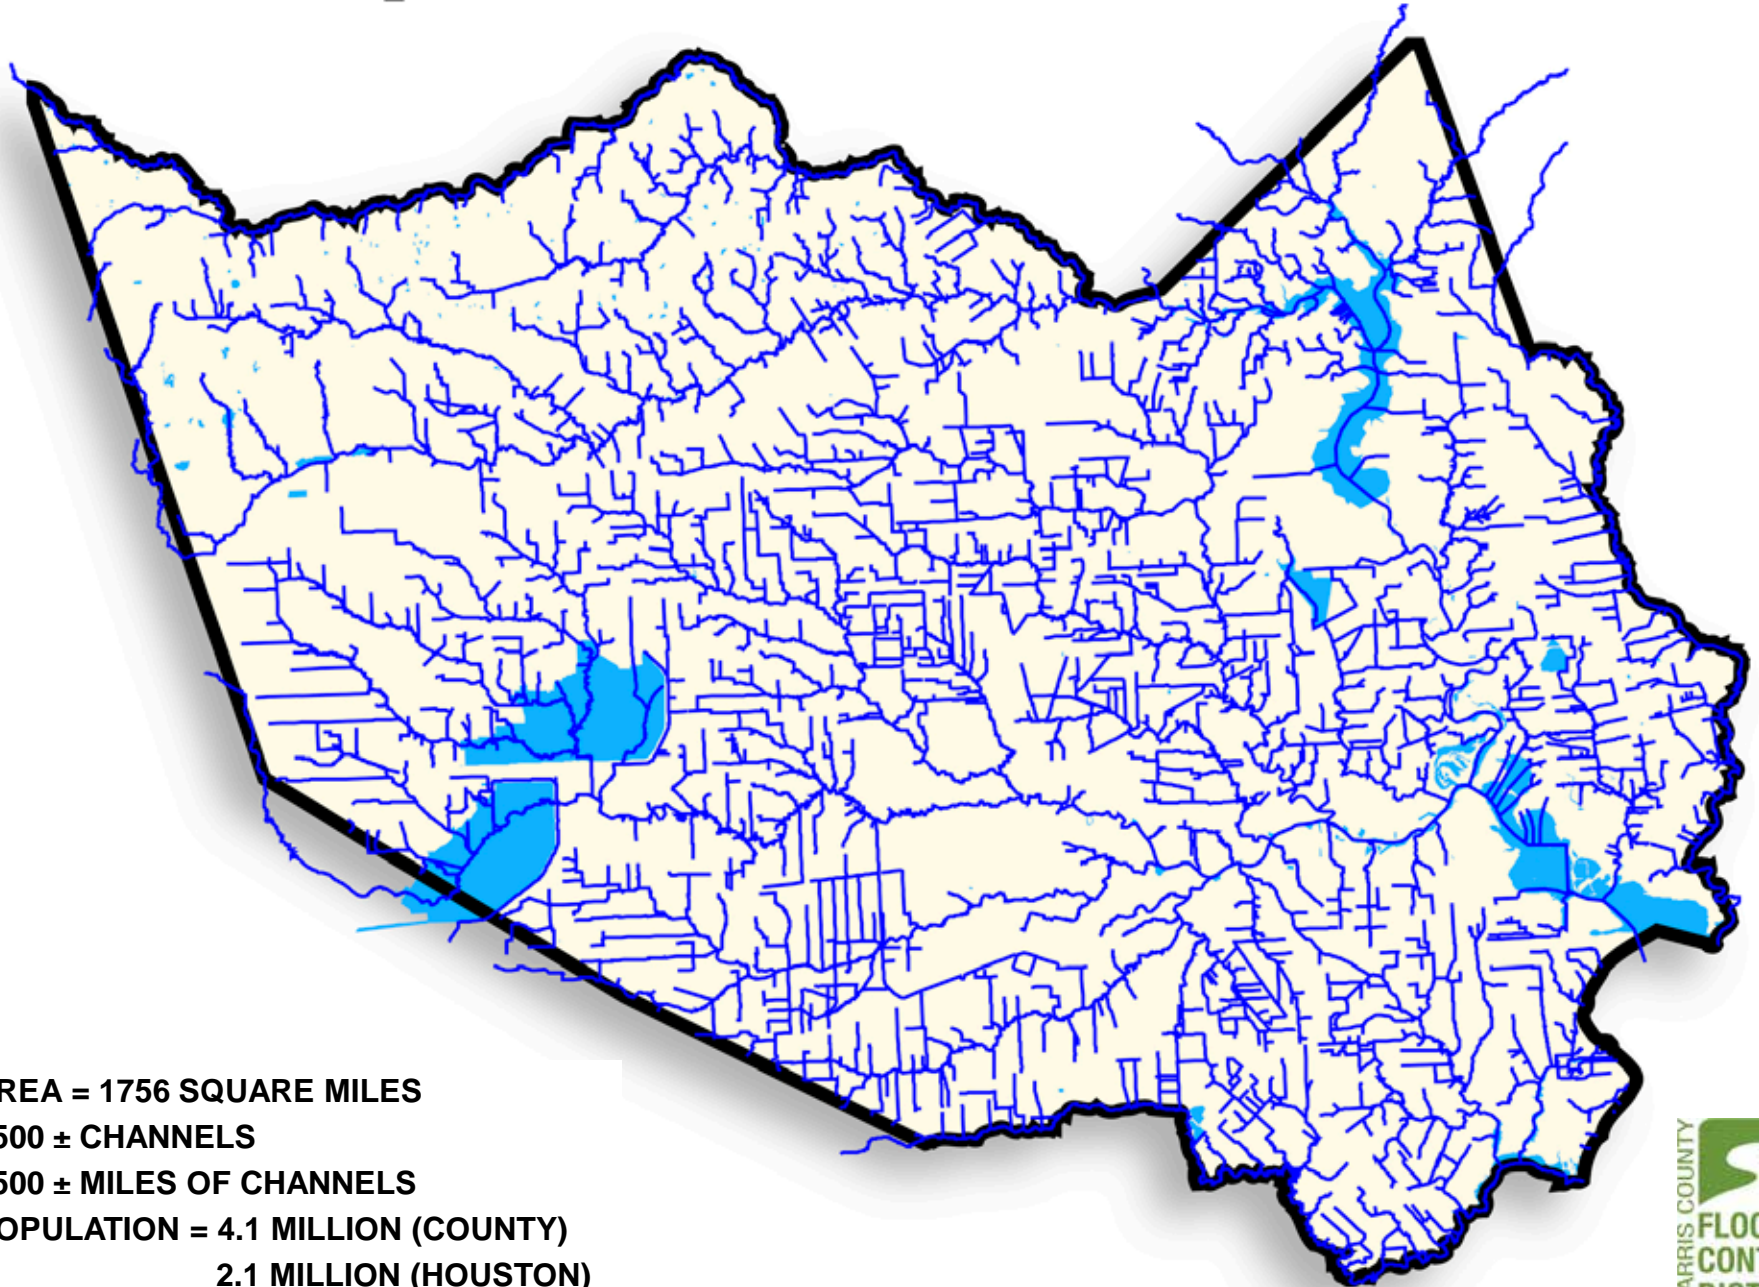 REA = 1756 SQUARE MILES
500 ± CHANNELS
500 ± MILES OF CHANNELS
OPULATION = 4.1 MILLION (COUNTY)
2.1 MILLION (HOUSTON)
ARRIS COUNTY
FLOO
CONT
DIST